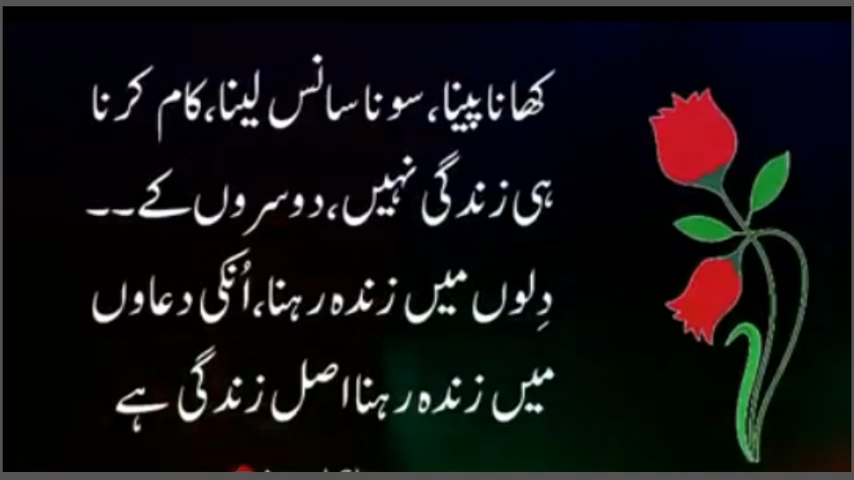 کھانا پینا، سونا سانس لینا، کام کرنا
ہی زندگی نہیں، دوسروں کے۔۔
دِلوں میں زندہ رہنا، اُنکی دعاوں
میں زندہ رہنا اصل زندگی ہے